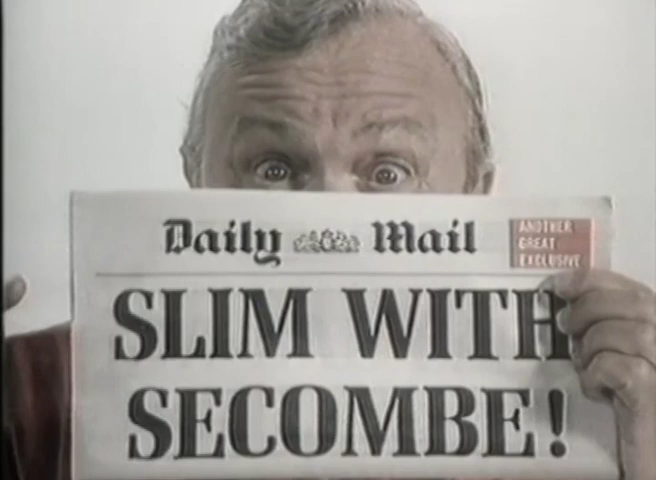 Daily Mail
ANOTHER
GREAT
EXCLUSIVE
SLIM WITH
SECOMBE!